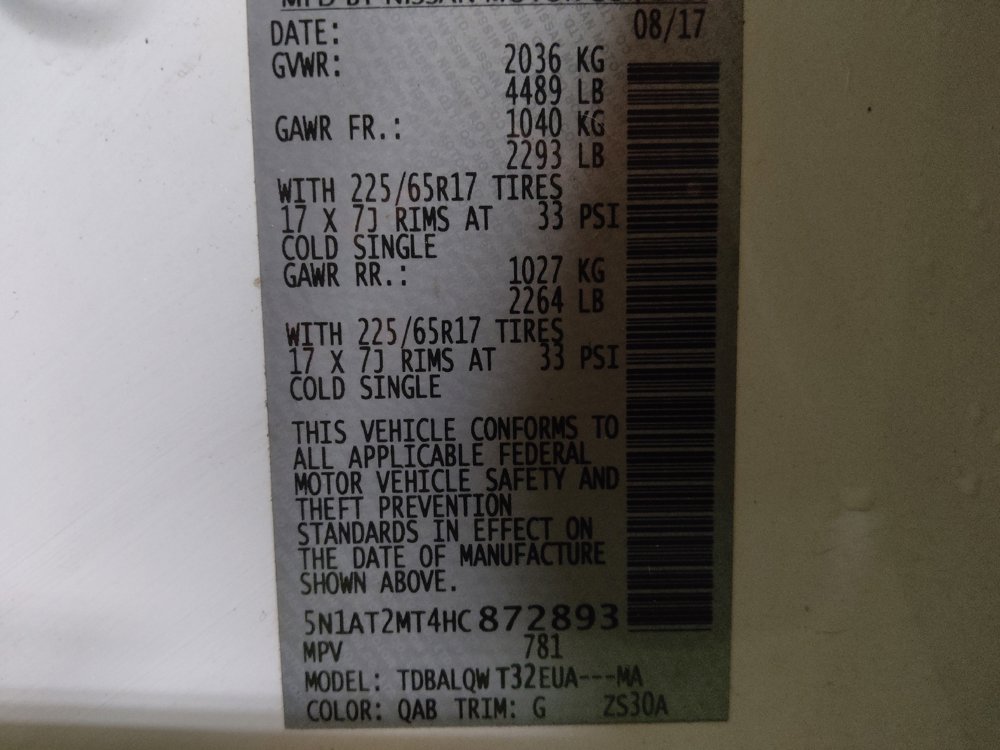 MFD BY NISSAN MOTOR
DATE: 08/17
GVWR: 2036 KG
4489 LB
GAWR FR.: 1040 KG
2293 LB
WITH 225/65R17 TIRES
17 X 7J RIMS AT 33 PSI
COLD SINGLE
GAWR RR.: 1027 KG
2264 LB
WITH 225/65R17 TIRES
17 X 7J RIMS AT 33 PSI
COLD SINGLE
THIS VEHICLE CONFORMS TO
ALL APPLICABLE FEDERAL
MOTOR VEHICLE SAFETY AND
THEFT PREVENTION
STANDARDS IN EFFECT ON
THE DATE OF MANUFACTURE
SHOWN ABOVE.
5N1AT2MT4HC872893
MPV 781
MODEL: TDBALQW T32EUA---MA
COLOR: QAB TRIM: G ZS30A